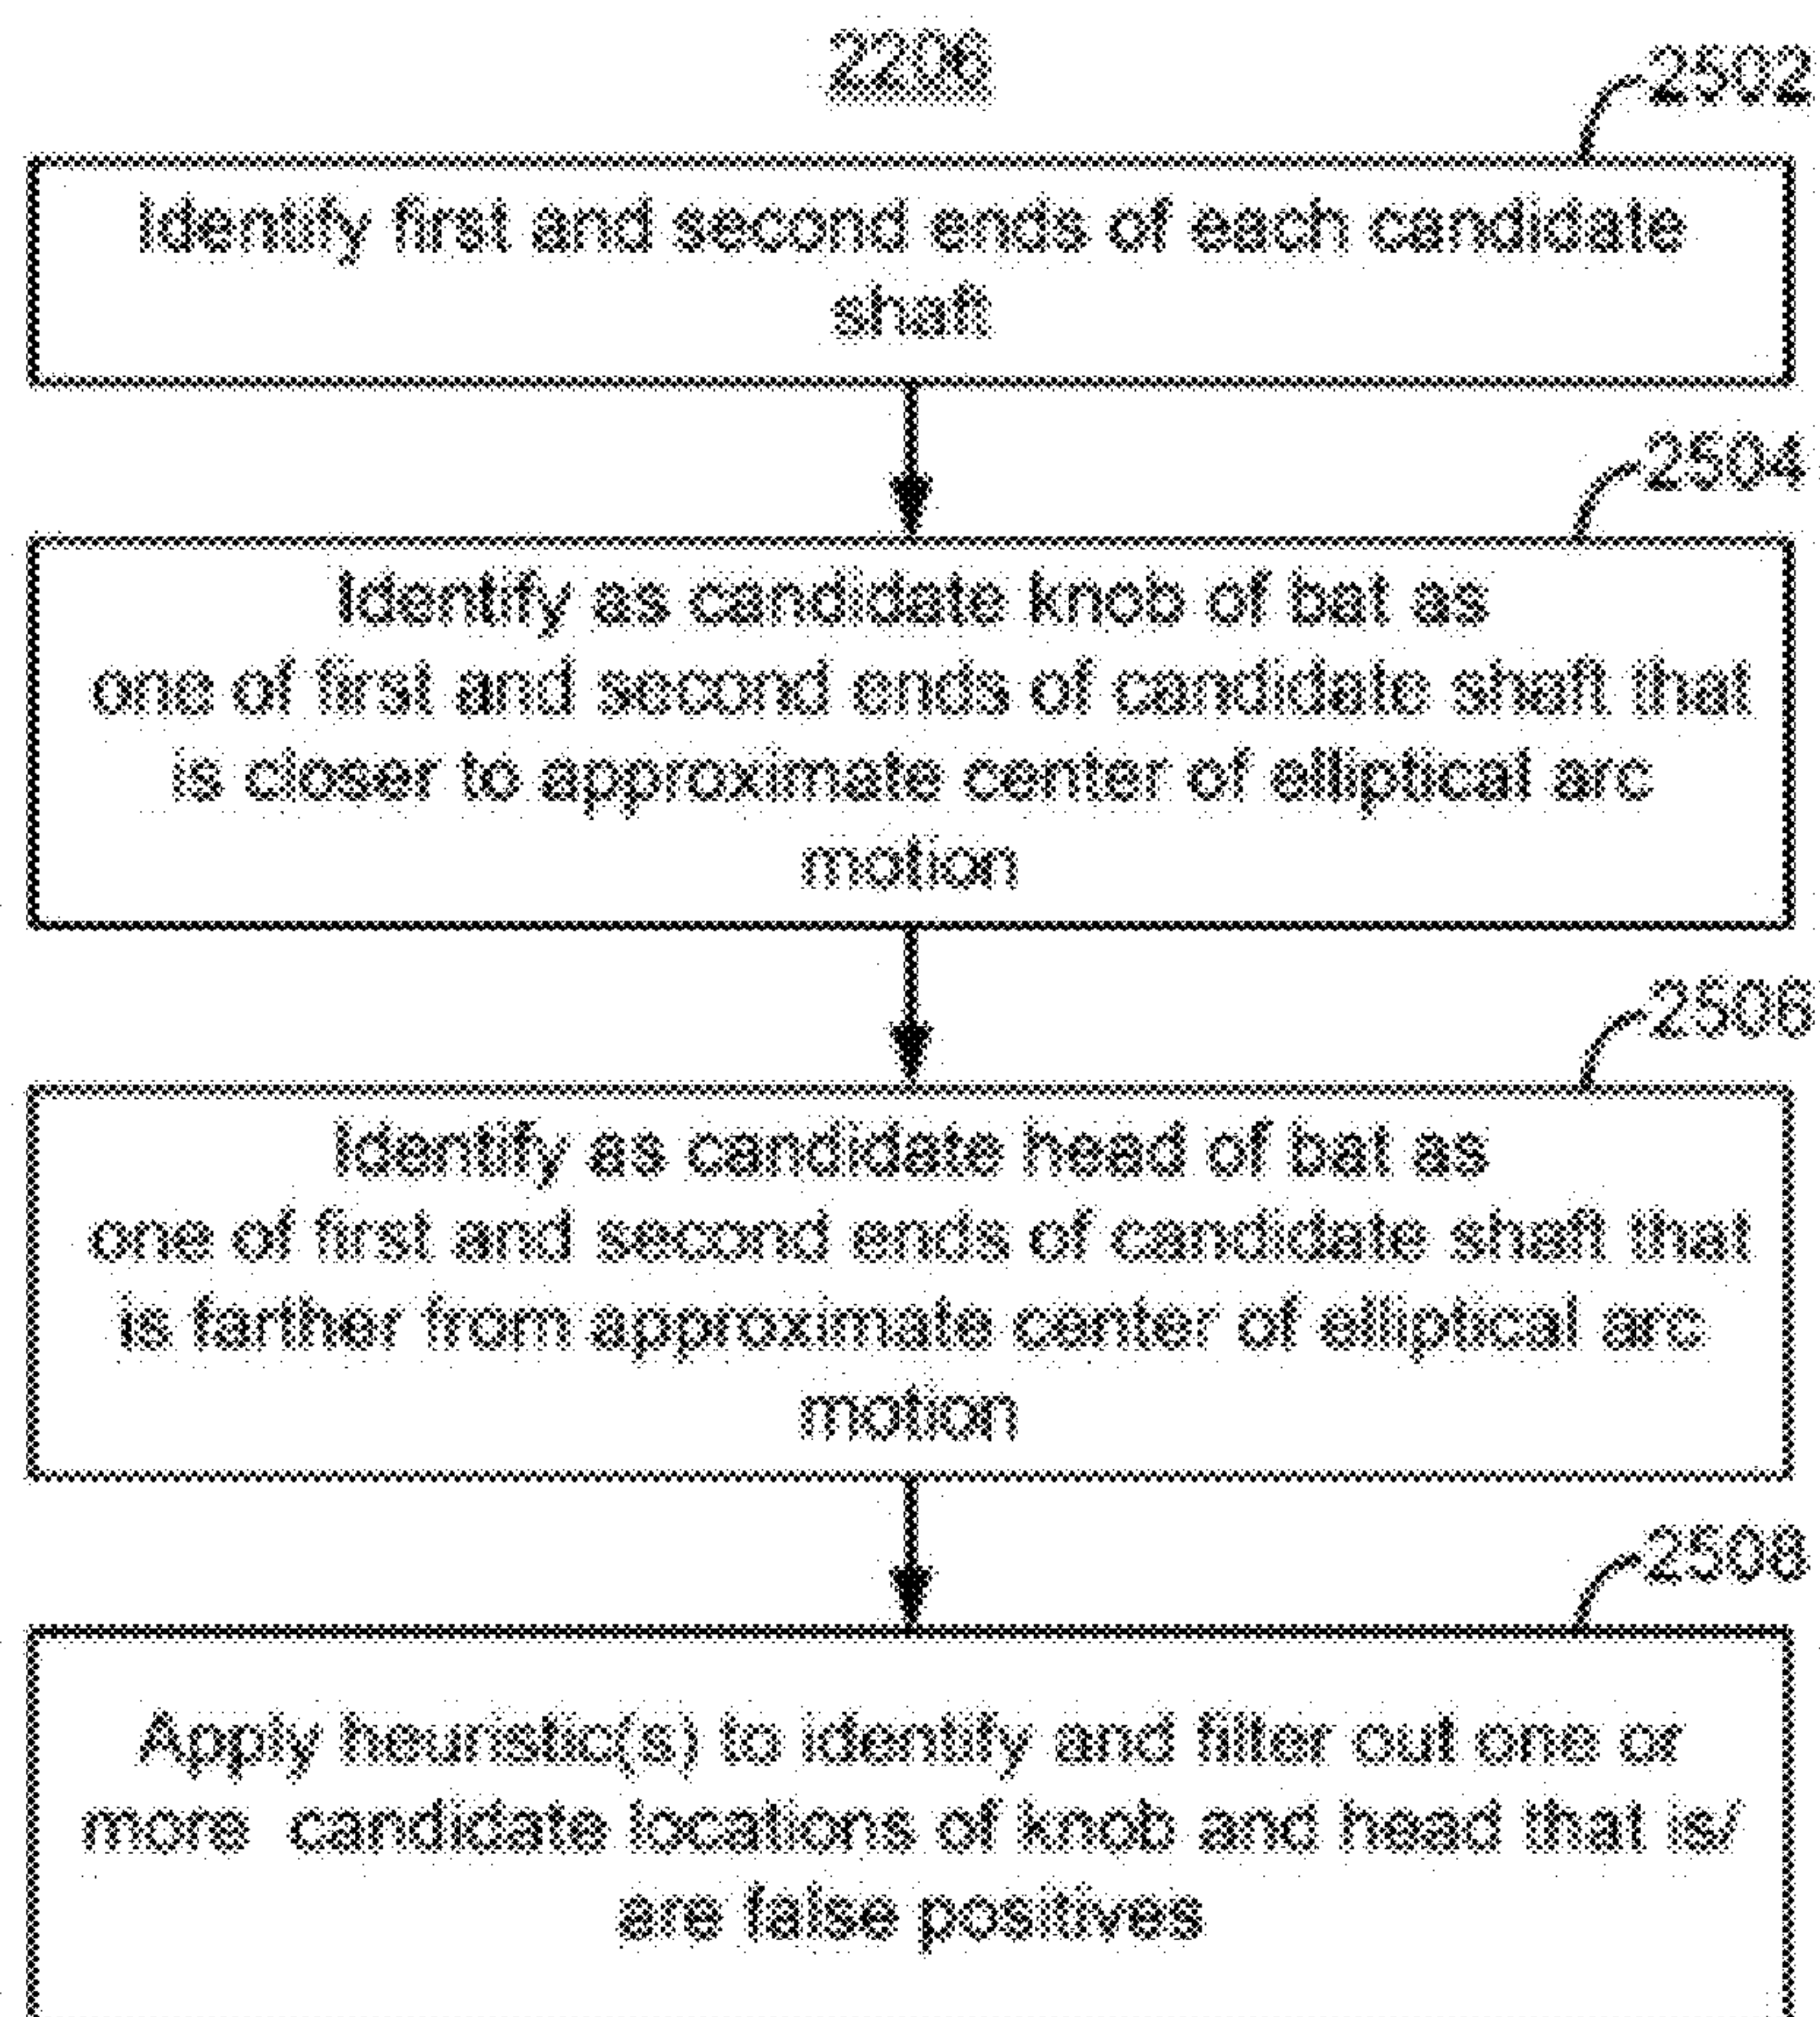 2206
2502
Identify first and second ends of each candidate
shaft
2504
Identify as candidate knob of bat as
one of first and second ends of candidate shaft that
is closer to approximate center of elliptical arc
motion
2506
Identify as candidate head of bat as
one of first and second ends of candidate shaft that
is farther from approximate center of elliptical arc
motion
2508
Apply heuristic(s) to identify and filter out one or
more candidate locations of knob and head that is/
are false positives